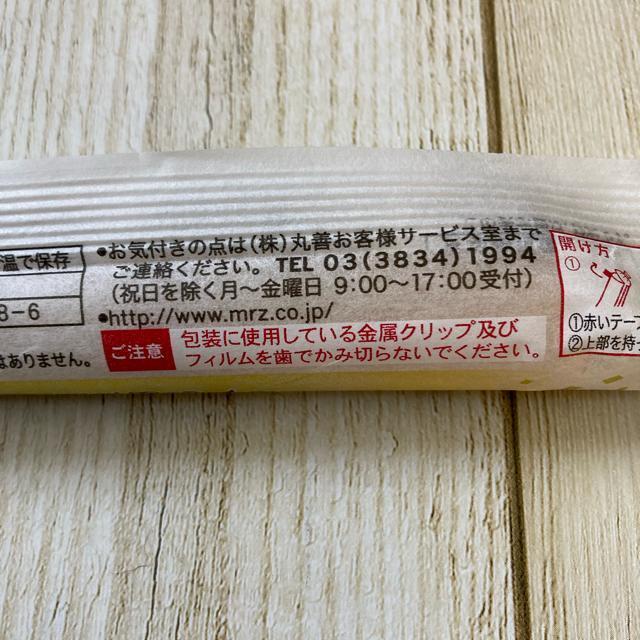 温で保存
8-6
はありません。
•お気付きの点は(株)丸善お客様サービス室まで
ご連絡ください。TEL 03(3834)1994
(祝日を除く月〜金曜日 9:00〜17:00受付)
•http://www.mrz.co.jp/
ご注意
包装に使用している金属クリップ及び
フィルムを歯でかみ切らないでください。
開け方
①
①赤いテープ
②上部を持っ